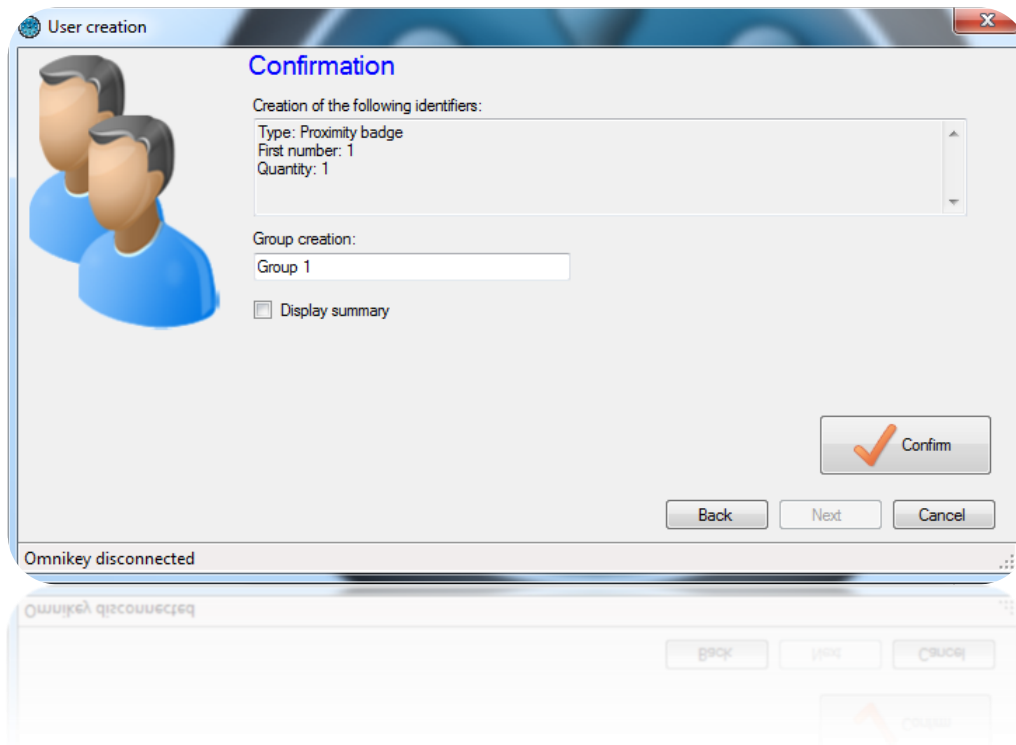 User creation
Confirmation
Creation of the following identifiers:
Type: Proximity badge
First number: 1
Quantity: 1
Group creation:
Group 1
Display summary
Confirm
Back Next Cancel
Omnikey disconnected